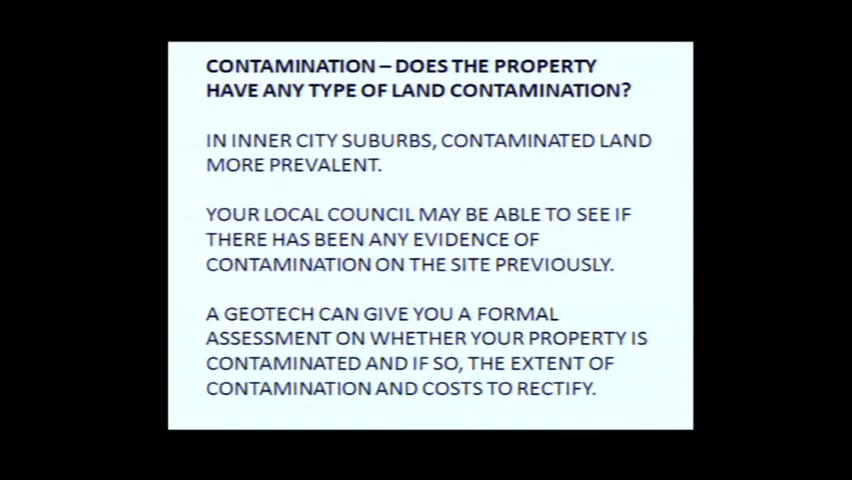 CONTAMINATION – DOES THE PROPERTY
HAVE ANY TYPE OF LAND CONTAMINATION?
IN INNER CITY SUBURBS, CONTAMINATED LAND
MORE PREVALENT.
YOUR LOCAL COUNCIL MAY BE ABLE TO SEE IF
THERE HAS BEEN ANY EVIDENCE OF
CONTAMINATION ON THE SITE PREVIOUSLY.
A GEOTECH CAN GIVE YOU A FORMAL
ASSESSMENT ON WHETHER YOUR PROPERTY IS
CONTAMINATED AND IF SO, THE EXTENT OF
CONTAMINATION AND COSTS TO RECTIFY.